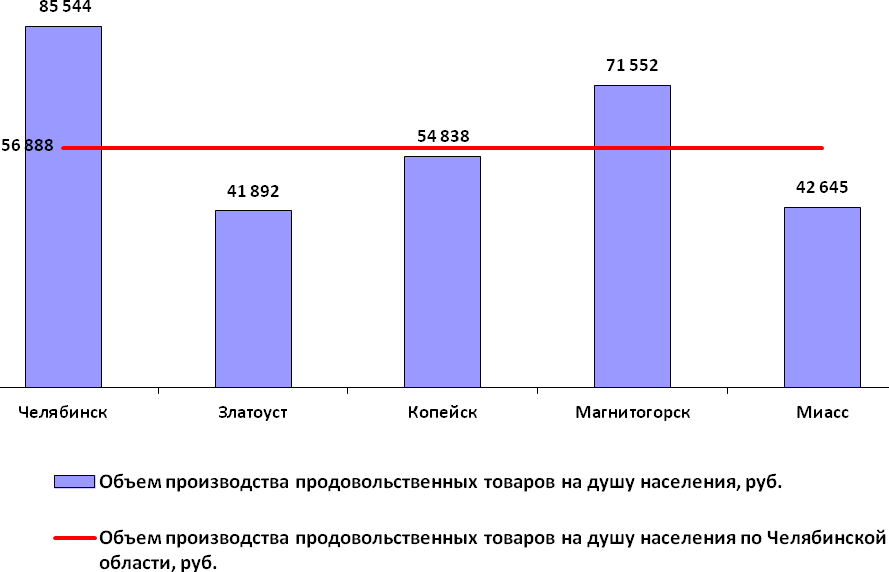 85 544
71 552
56 888
54 838
41 892
42 645
Челябинск Златоуст Копейск Магнитогорск Миасс
Объем производства продовольственных товаров на душу населения, руб.
Объем производства продовольственных товаров на душу населения по Челябинской
области, руб.